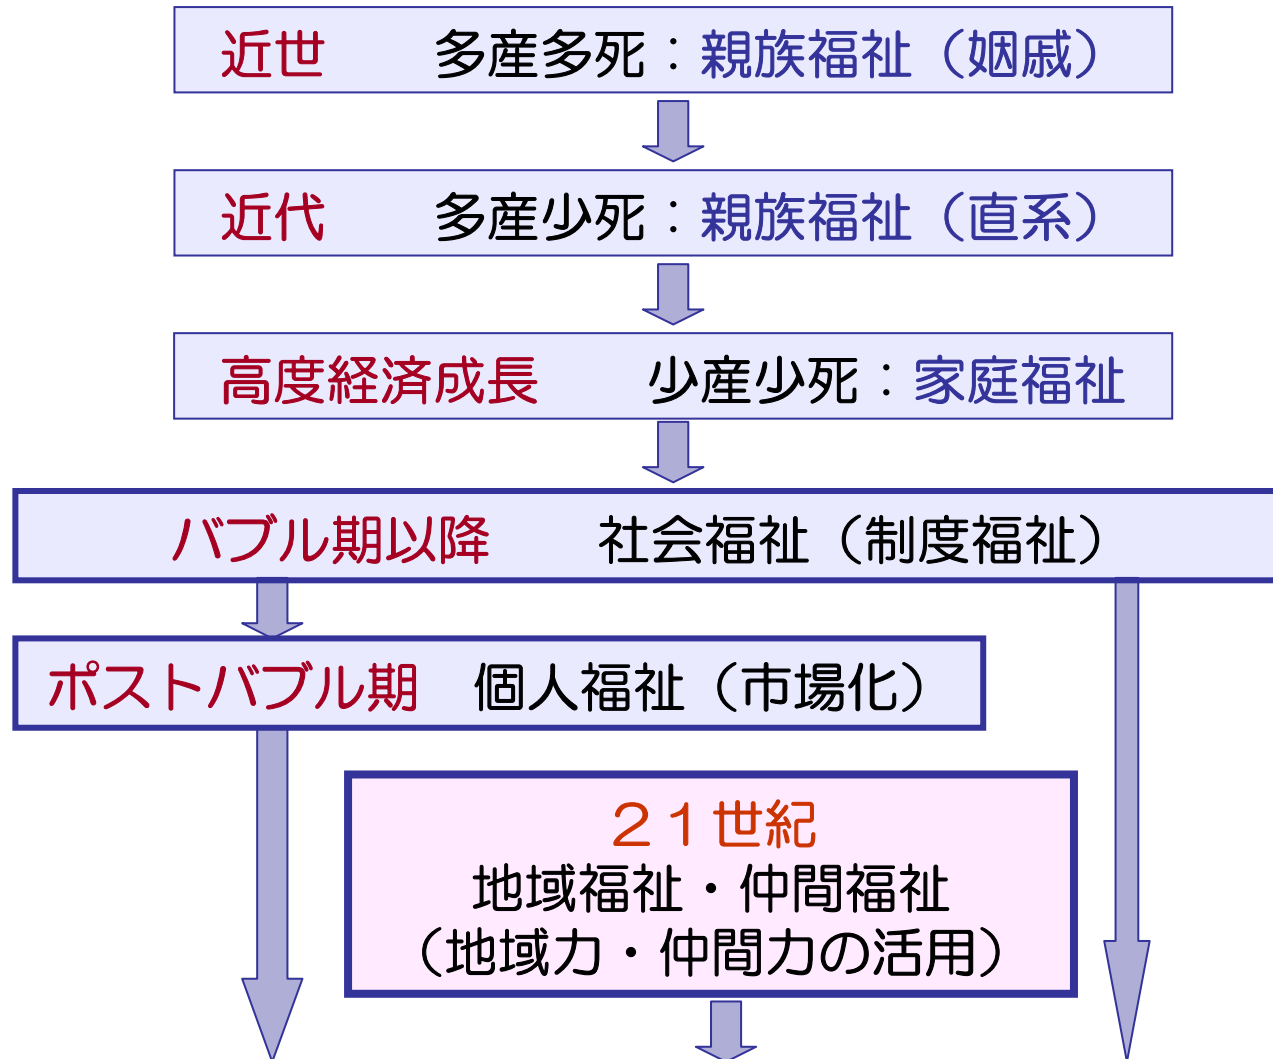 近世　　多産多死：親族福祉（姻戚）
近代　　多産少死：親族福祉（直系）
高度経済成長　　少産少死：家庭福祉
バブル期以降　　社会福祉（制度福祉）
ポストバブル期　個人福祉（市場化）
２１世紀
地域福祉・仲間福祉
（地域力・仲間力の活用）